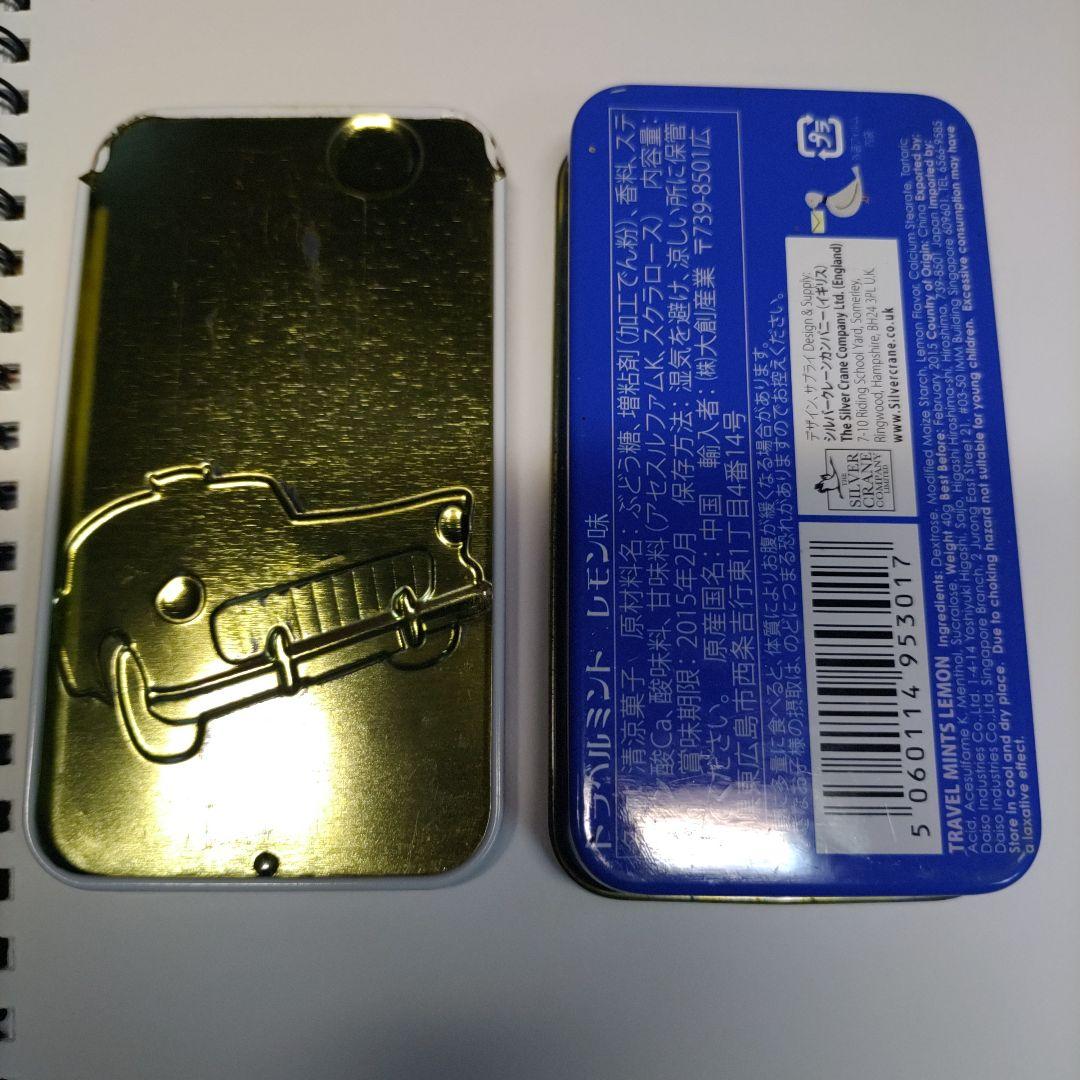 トラベルミント レモン味
名称：清涼菓子 原材料名：ぶどう糖、増粘剤（加工でん粉）、香料、ステ
酸Ca、酸味料、甘味料（アセスルファムK、スクラロース） 内容量：
賞味期限：2015年2月 保存方法：湿気を避け、涼しい所に保管
ください。 原産国名：中国 輸入者：（株）大創産業 〒739-8501広
東広島市西条吉行東1丁目4番14号
に多量に食べると、体質によりお腹が緩くなる場合があります。
さなお子様の摂取は、のどにつまる恐れがありますのでお控えください。
プラ
デザイン、サプライ Design & Supply:
シルバークレーンカンパニー（イギリス）
The Silver Crane Company Ltd. (England)
7-10 Riding School Yard, Somerley,
Ringwood, Hampshire, BH24 3PL U.K.
www.Silvercrane.co.uk
THE
SILVER
CRANE
COMPANY
LIMITED
5 060114 953017
TRAVEL MINTS LEMON Ingredients: Dextrose, Modified Maize Starch, Lemon Flavor, Calcium Stearate, Tartaric
Acid, Acesulfame K, Menthol, Sucralose. Weight 40g Best Before: February, 2015 Country of Origin: China Exported by:
Daiso Industries Co., Ltd. 1-4-14 Yoshiyuki Higashi, Saijo, Higashi Hiroshima-shi, Hiroshima, 739-8501 Japan Imported by:
Daiso Industries Co., Ltd. Singapore Branch 2 Jurong East Street 21, #03-50 IMM Building Singapore 609601, TEL 6566-9585
Store in cool and dry place. Due to choking hazard not suitable for young children. Excessive consumption may have
a laxative effect.